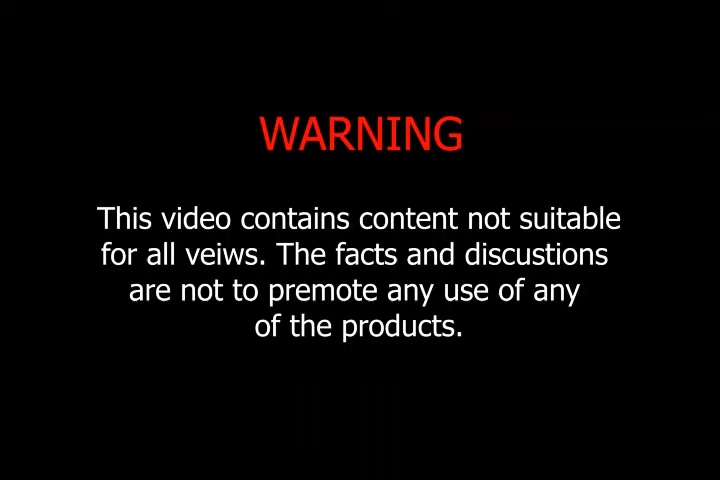 WARNING
This video contains content not suitable
for all veiws. The facts and discustions
are not to premote any use of any
of the products.